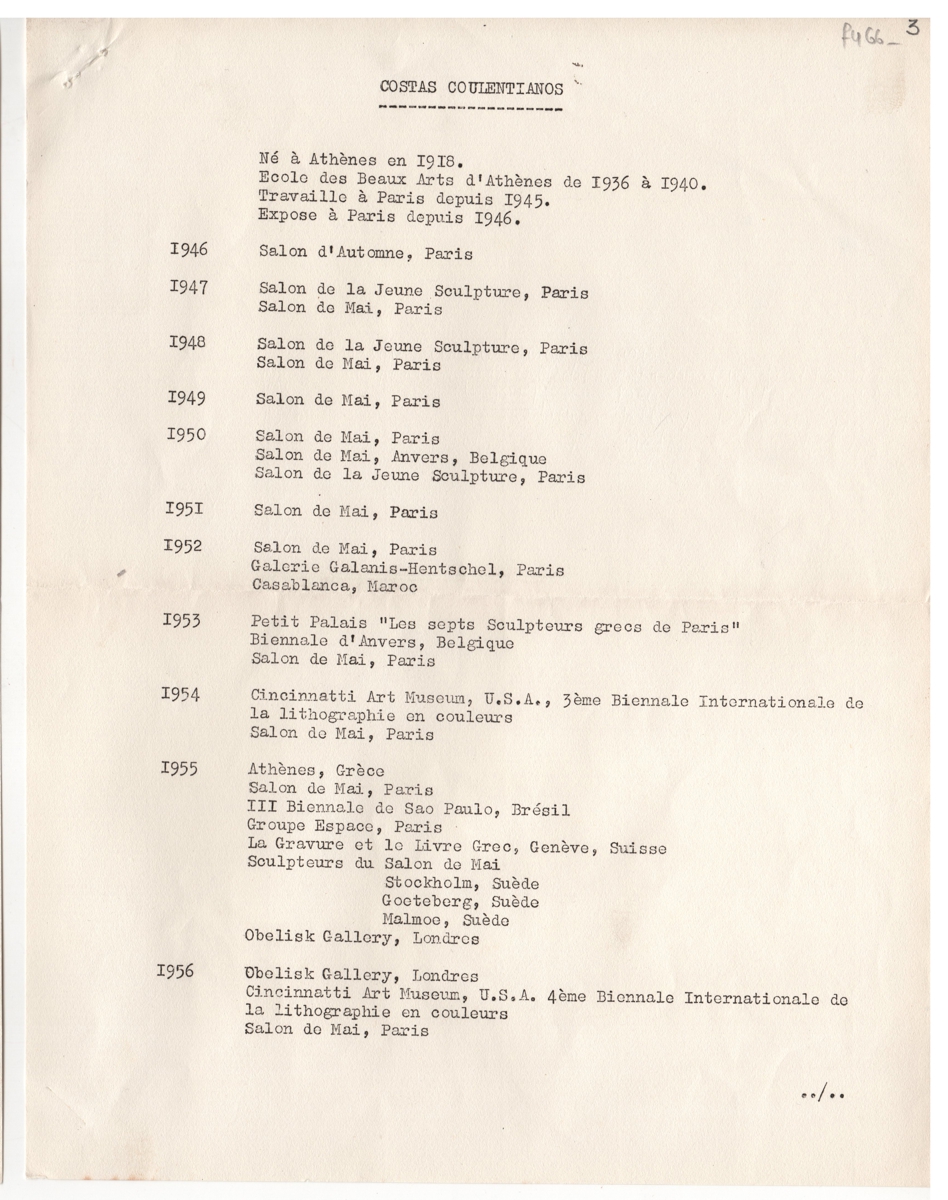 f466_ 3
COSTAS COULENTIANOS
Né à Athènes en 1918.
Ecole des Beaux Arts d'Athènes de 1936 à 1940.
Travaille à Paris depuis 1945.
Expose à Paris depuis 1946.
1946 Salon d'Automne, Paris
1947 Salon de la Jeune Sculpture, Paris
Salon de Mai, Paris
1948 Salon de la Jeune Sculpture, Paris
Salon de Mai, Paris
1949 Salon de Mai, Paris
1950 Salon de Mai, Paris
Salon de Mai, Anvers, Belgique
Salon de la Jeune Sculpture, Paris
1951 Salon de Mai, Paris
1952 Salon de Mai, Paris
Galerie Galanis-Hentschel, Paris
Casablanca, Maroc
1953 Petit Palais "Les septs Sculpteurs grecs de Paris"
Biennale d'Anvers, Belgique
Salon de Mai, Paris
1954 Cincinnatti Art Museum, U.S.A., 3ème Biennale Internationale de
la lithographie en couleurs
Salon de Mai, Paris
1955 Athènes, Grèce
Salon de Mai, Paris
III Biennale de Sao Paulo, Brésil
Groupe Espace, Paris
La Gravure et le Livre Grec, Genève, Suisse
Sculpteurs du Salon de Mai
Stockholm, Suède
Goeteberg, Suède
Malmoe, Suède
Obelisk Gallery, Londres
1956 Obelisk Gallery, Londres
Cincinnatti Art Museum, U.S.A. 4ème Biennale Internationale de
la lithographie en couleurs
Salon de Mai, Paris
../..